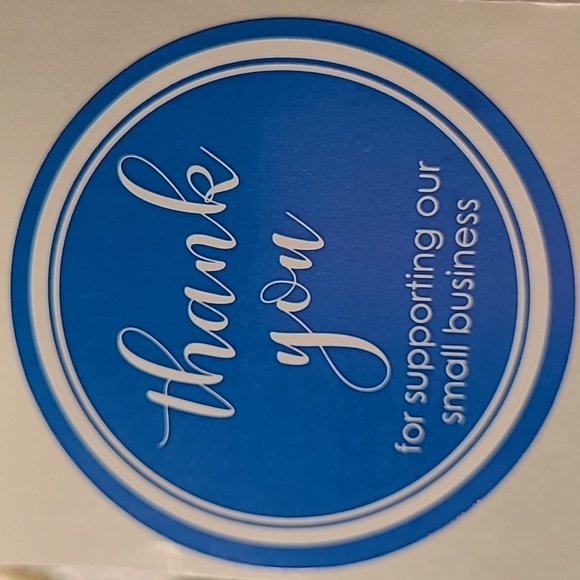 thank
you
for supporting our
small business